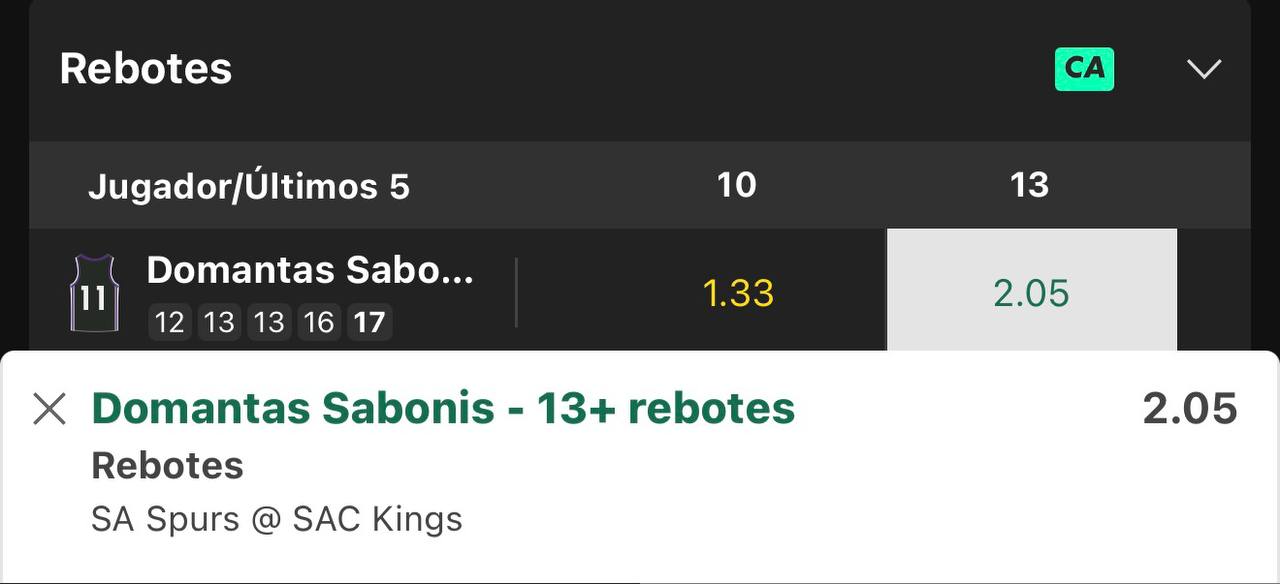 Rebotes CA
Jugador/Últimos 5 10 13
11 Domantas Sabo... 1.33 2.05
12 13 13 16 17
Domantas Sabonis - 13+ rebotes 2.05
Rebotes
SA Spurs @ SAC Kings